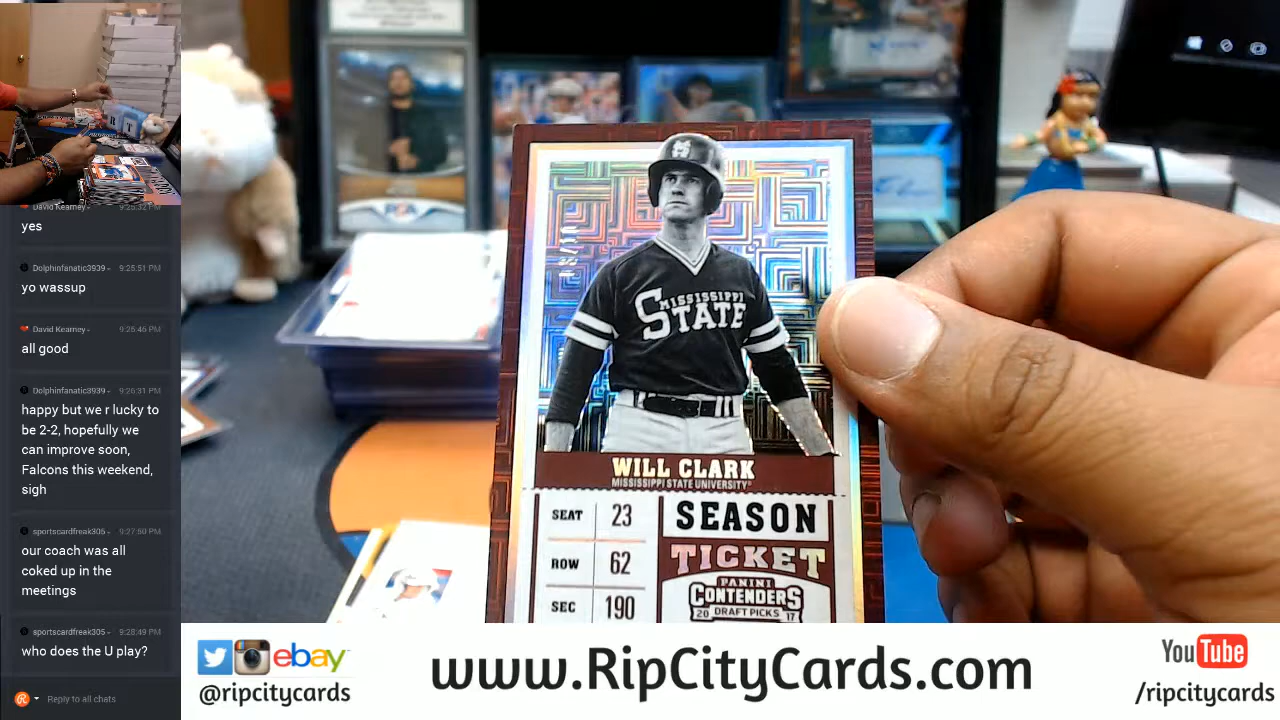 David Kearney- 9:25:32 PM
yes
Dolphinfanatic3939- 9:25:51 PM
yo wassup
David Kearney- 9:25:46 PM
all good
Dolphinfanatic3939- 9:26:31 PM
happy but we r lucky to
be 2-2, hopefully we
can improve soon,
Falcons this weekend,
sigh
sportscardfreak305- 9:27:50 PM
our coach was all
coked up in the
meetings
sportscardfreak305- 9:28:49 PM
who does the U play?
Reply to all chats
MISSISSIPPI
STATE
WILL CLARK
MISSISSIPPI STATE UNIVERSITY
SEAT 23
ROW 62
SEC 190
SEASON
TICKET
PANINI
CONTENDERS
20 DRAFT PICKS 17
ebay
@ripcitycards
www.RipCityCards.com
YouTube
/ripcitycards